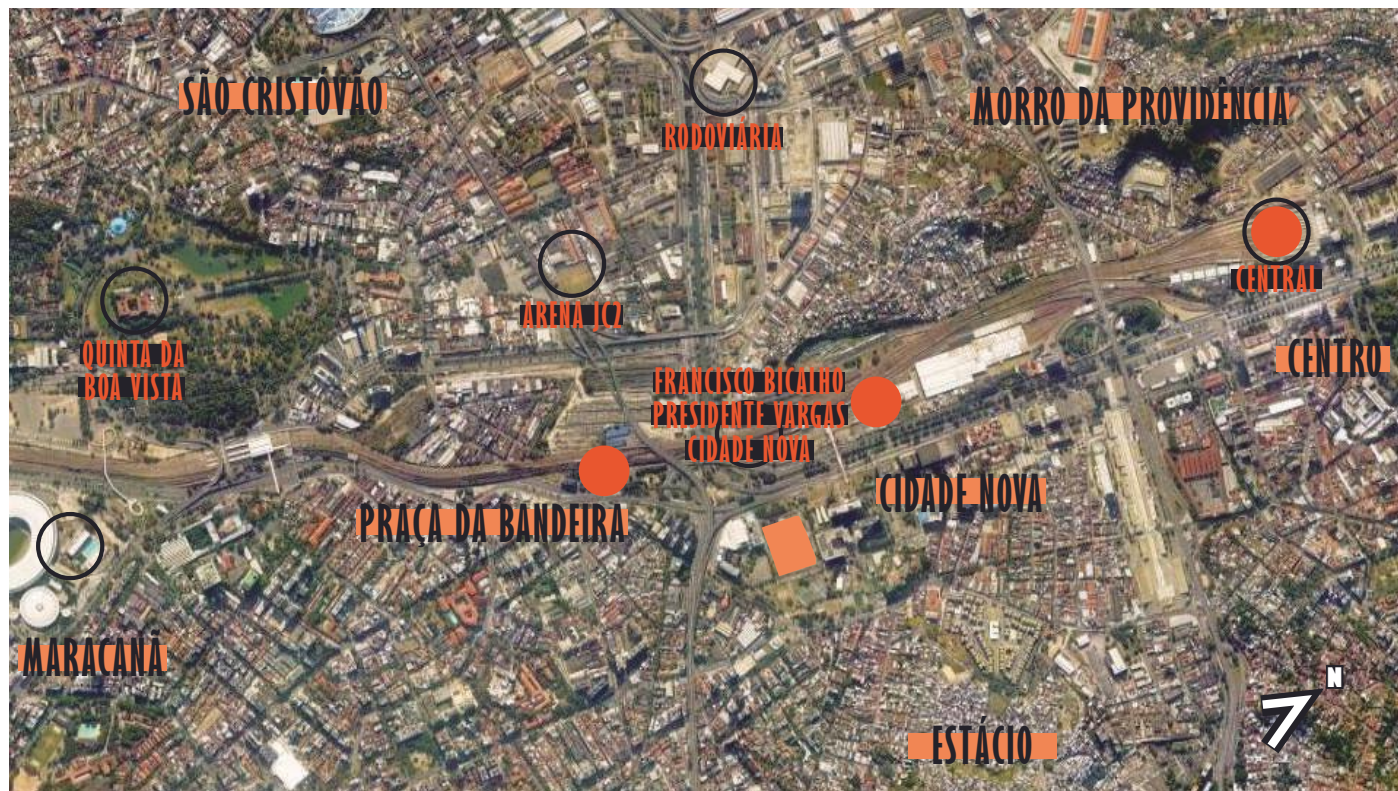 SÃO CRISTÓVÃO
RODOVIÁRIA
MORRO DA PROVIDÊNCIA
CENTRAL
ARENA JC2
QUINTA DA
BOA VISTA
CENTRO
FRANCISCO BICALHO
PRESIDENTE VARGAS
CIDADE NOVA
CIDADE NOVA
PRAÇA DA BANDEIRA
MARACANÃ
N
ESTÁCIO